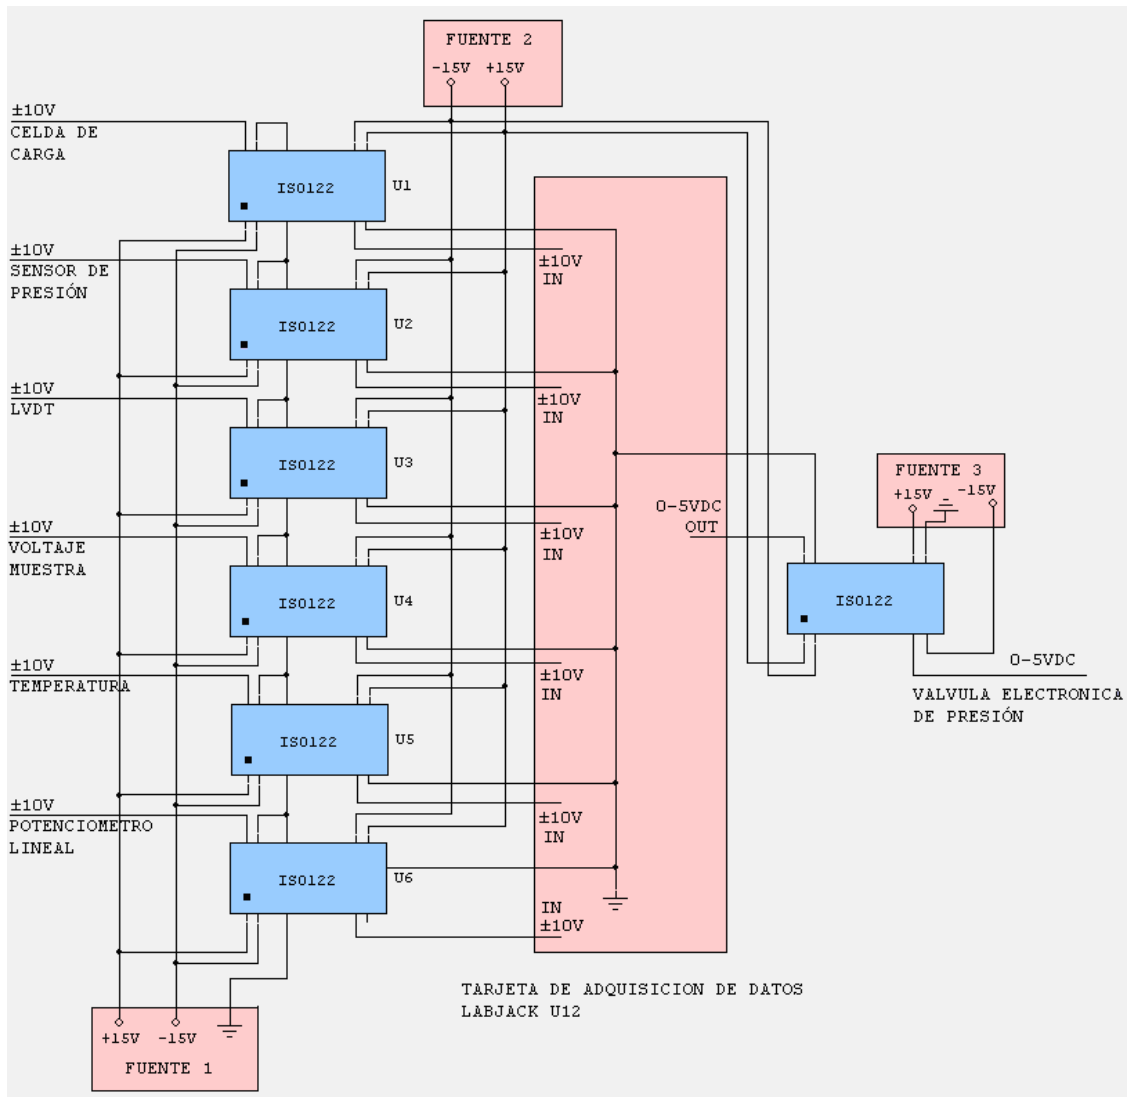 FUENTE 2
-15V +15V
±10V
CELDA DE
CARGA
ISO122
U1
±10V
SENSOR DE
PRESIÓN
±10V
IN
ISO122
U2
±10V
LVDT
±10V
IN
ISO122
U3
FUENTE 3
+15V -15V
0-5VDC
OUT
±10V
VOLTAJE
MUESTRA
±10V
IN
ISO122
U4
ISO122
±10V
TEMPERATURA
±10V
IN
0-5VDC
VALVULA ELECTRONICA
DE PRESIÓN
ISO122
U5
±10V
POTENCIOMETRO
LINEAL
±10V
IN
ISO122
U6
IN
±10V
TARJETA DE ADQUISICION DE DATOS
LABJACK U12
+15V -15V
FUENTE 1